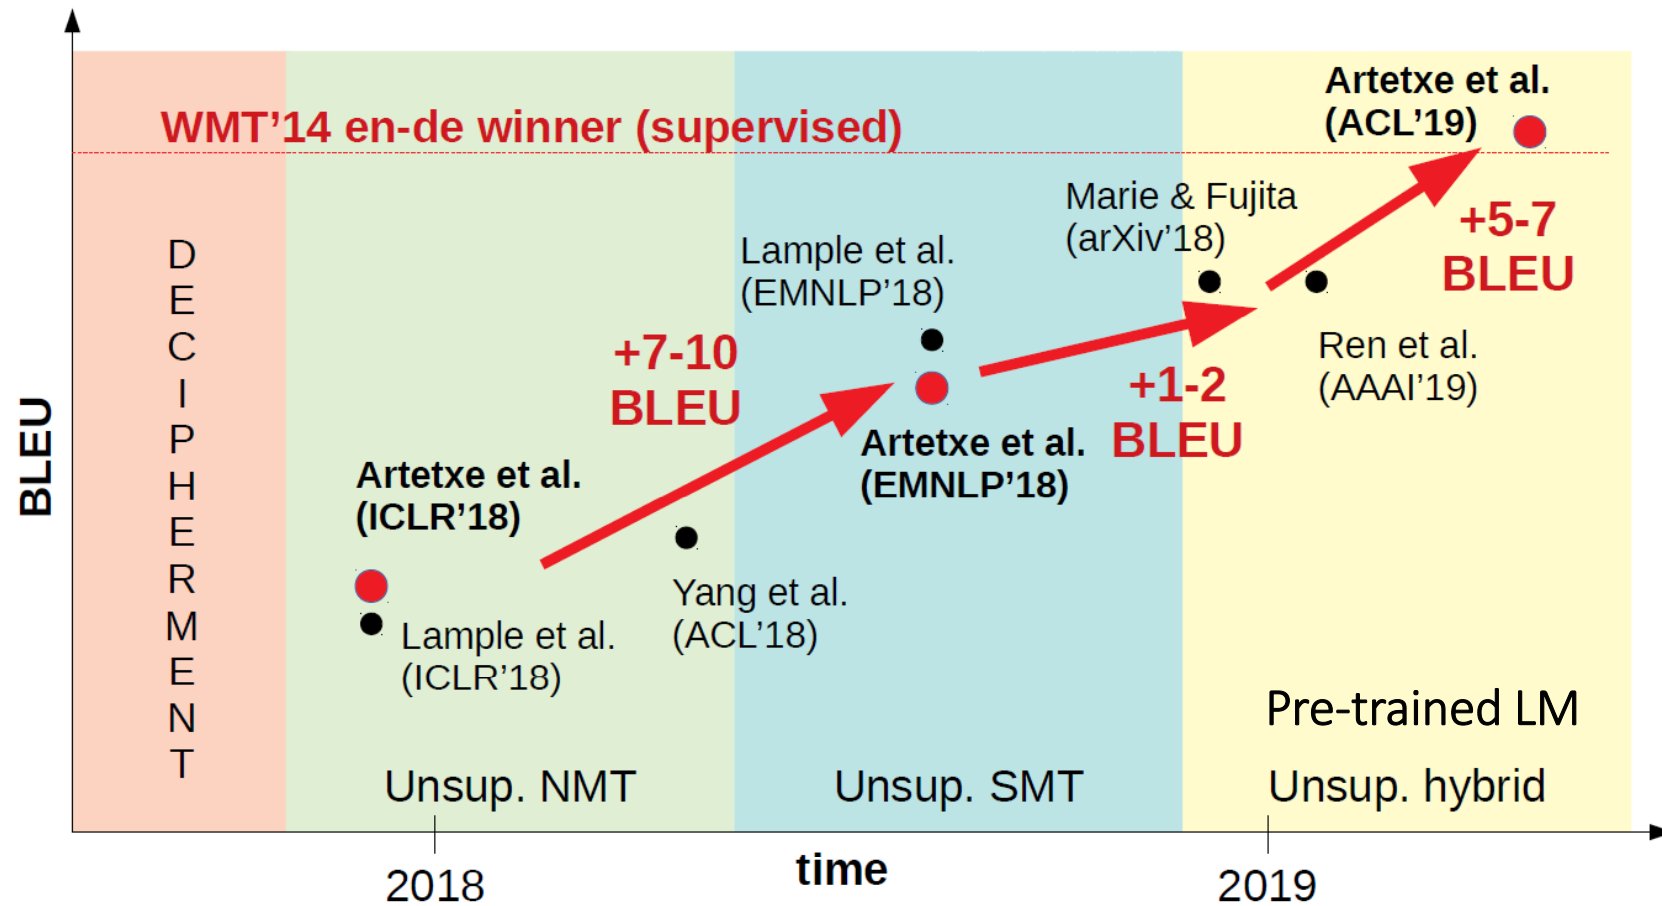 WMT’14 en-de winner (supervised)
Artetxe et al.
(ACL’19)
Marie & Fujita
(arXiv’18)
+5-7
BLEU
Lample et al.
(EMNLP’18)
+7-10
BLEU
Ren et al.
(AAAI’19)
+1-2
BLEU
Artetxe et al.
(EMNLP’18)
Artetxe et al.
(ICLR’18)
Yang et al.
(ACL’18)
Lample et al.
(ICLR’18)
DECIPHERMENT
BLEU
Pre-trained LM
Unsup. NMT
Unsup. SMT
Unsup. hybrid
time
2018
2019